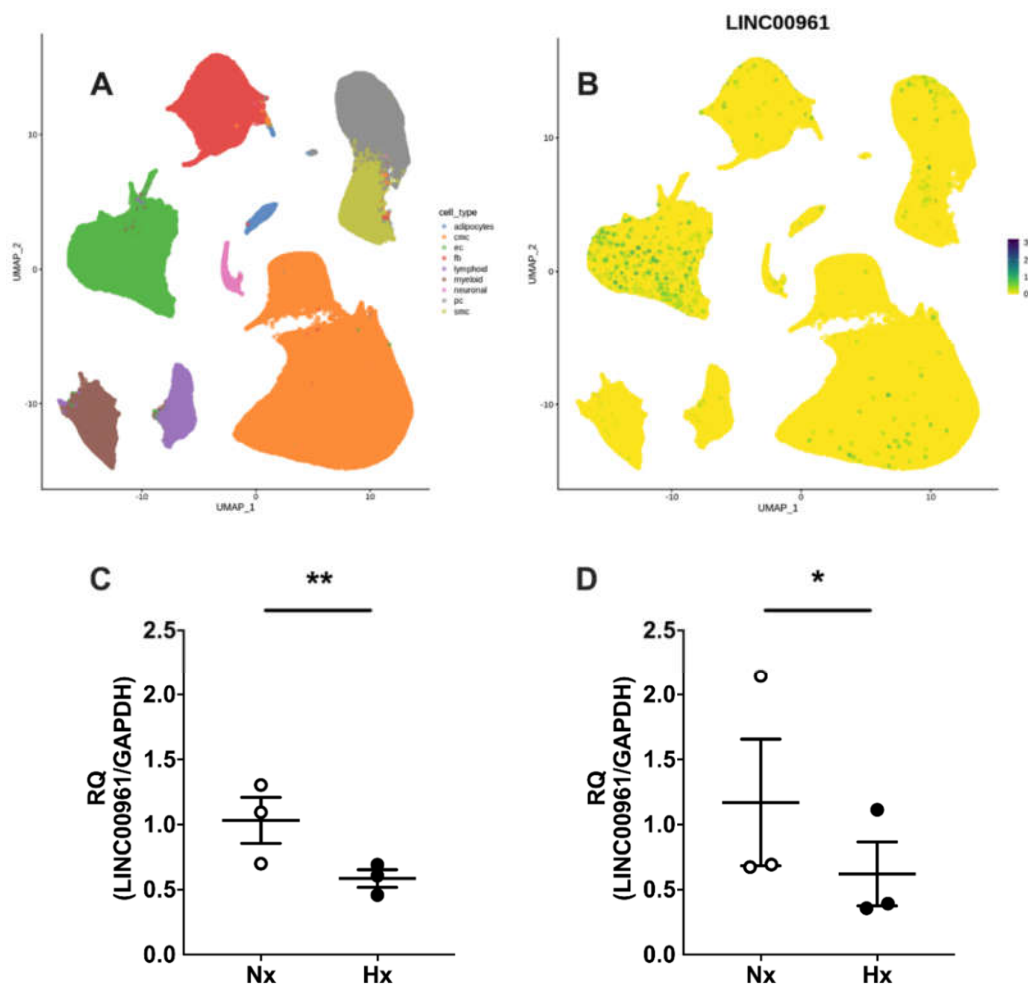 LINC00961
A
B
10
0
-10
UMAP_2
-10
0
10
UMAP_1
cell_type
adipocytes
cmc
ec
fb
lymphoid
myeloid
neuronal
pc
smc
10
0
-10
UMAP_2
-10
0
10
UMAP_1
3
2
1
0
C
**
2.5
2.0
1.5
1.0
0.5
0.0
RQ
(LINC00961/GAPDH)
Nx Hx
D
*
2.5
2.0
1.5
1.0
0.5
0.0
RQ
(LINC00961/GAPDH)
Nx Hx